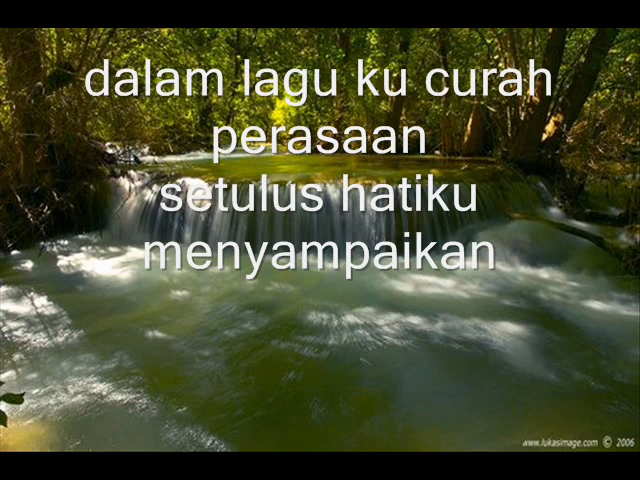 dalam lagu ku curah
perasaan
setulus hatiku
menyampaikan
www.lukasimage.com © 2006